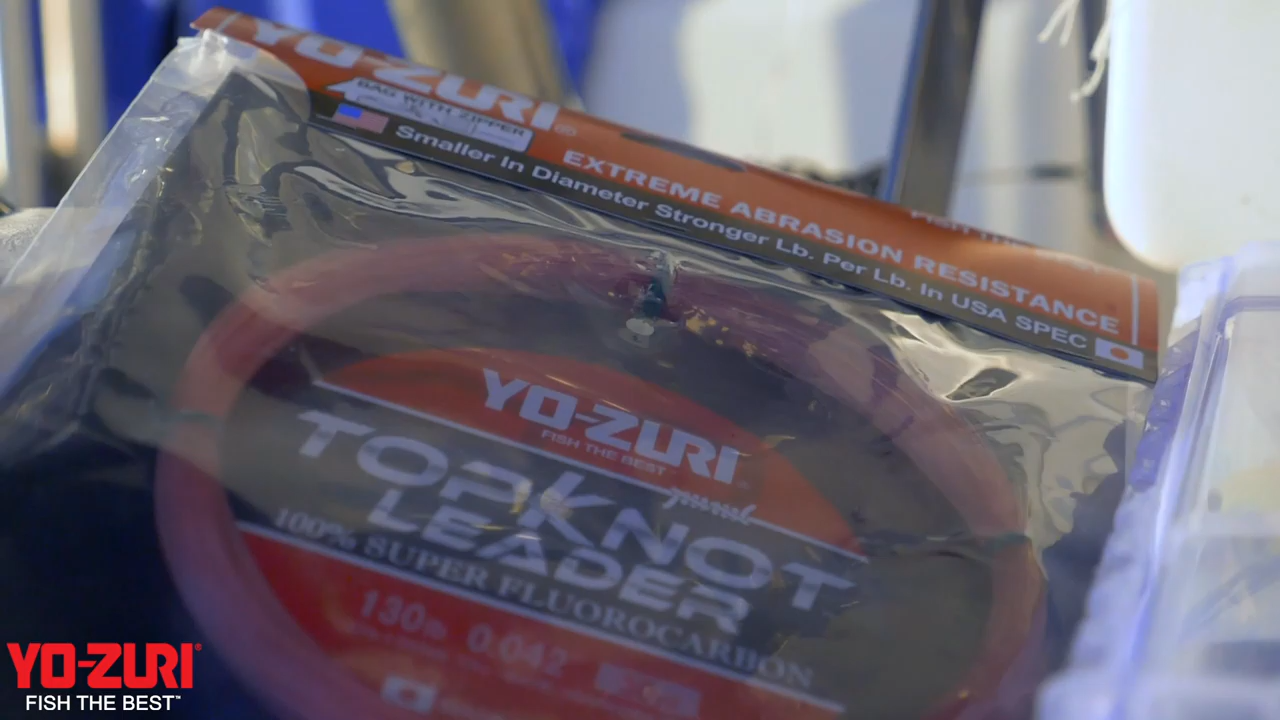 YO-ZURI®
BAG WITH ZIPPER
EXTREME ABRASION RESISTANCE
Smaller In Diameter Stronger Lb. Per Lb. In USA SPEC
YO-ZURI
FISH THE BEST
TOPKNOT
LEADER
100% SUPER FLUOROCARBON
130lb 0.042
YO-ZURI®
FISH THE BEST™